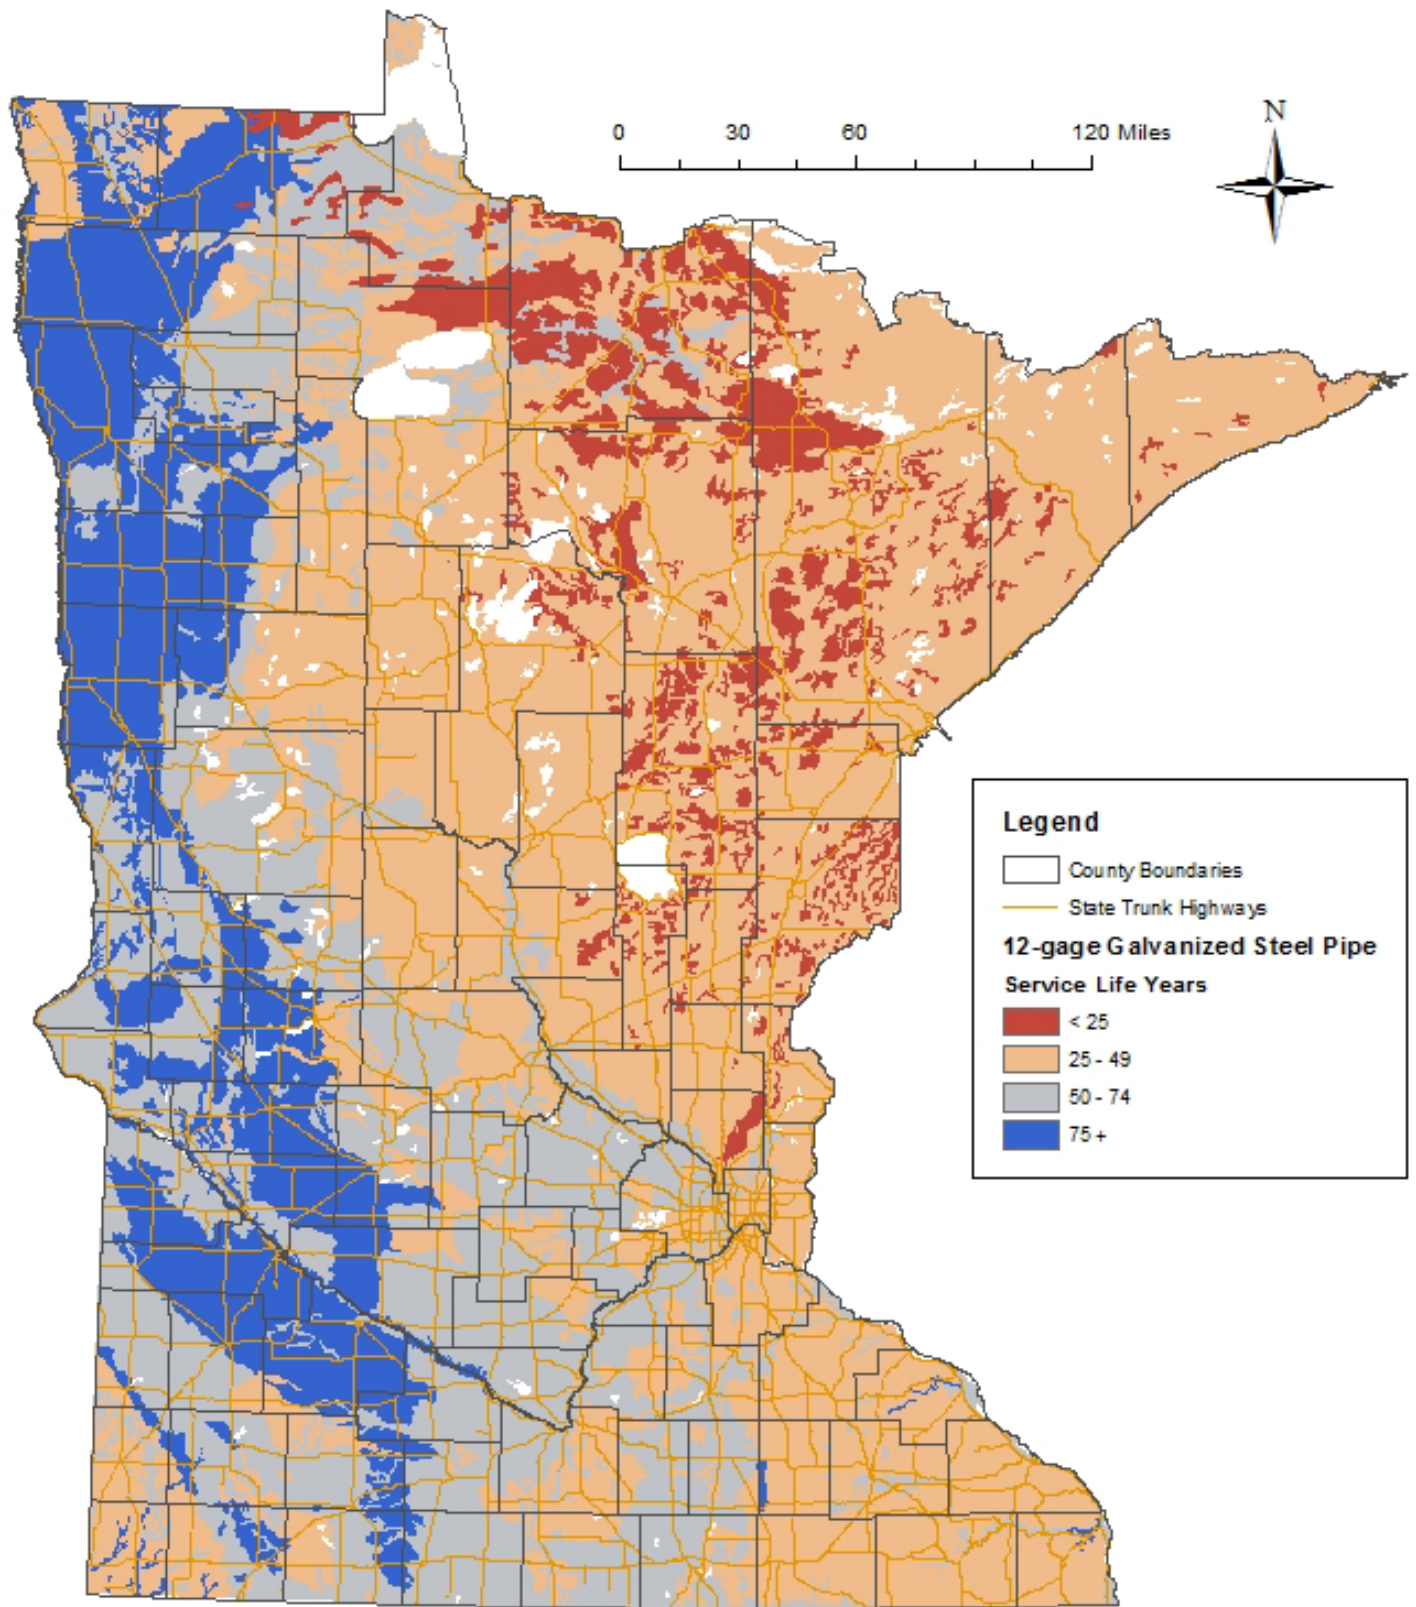 N
0 30 60 120 Miles
Legend
County Boundaries
State Trunk Highways
12-gage Galvanized Steel Pipe
Service Life Years
< 25
25 - 49
50 - 74
75 +